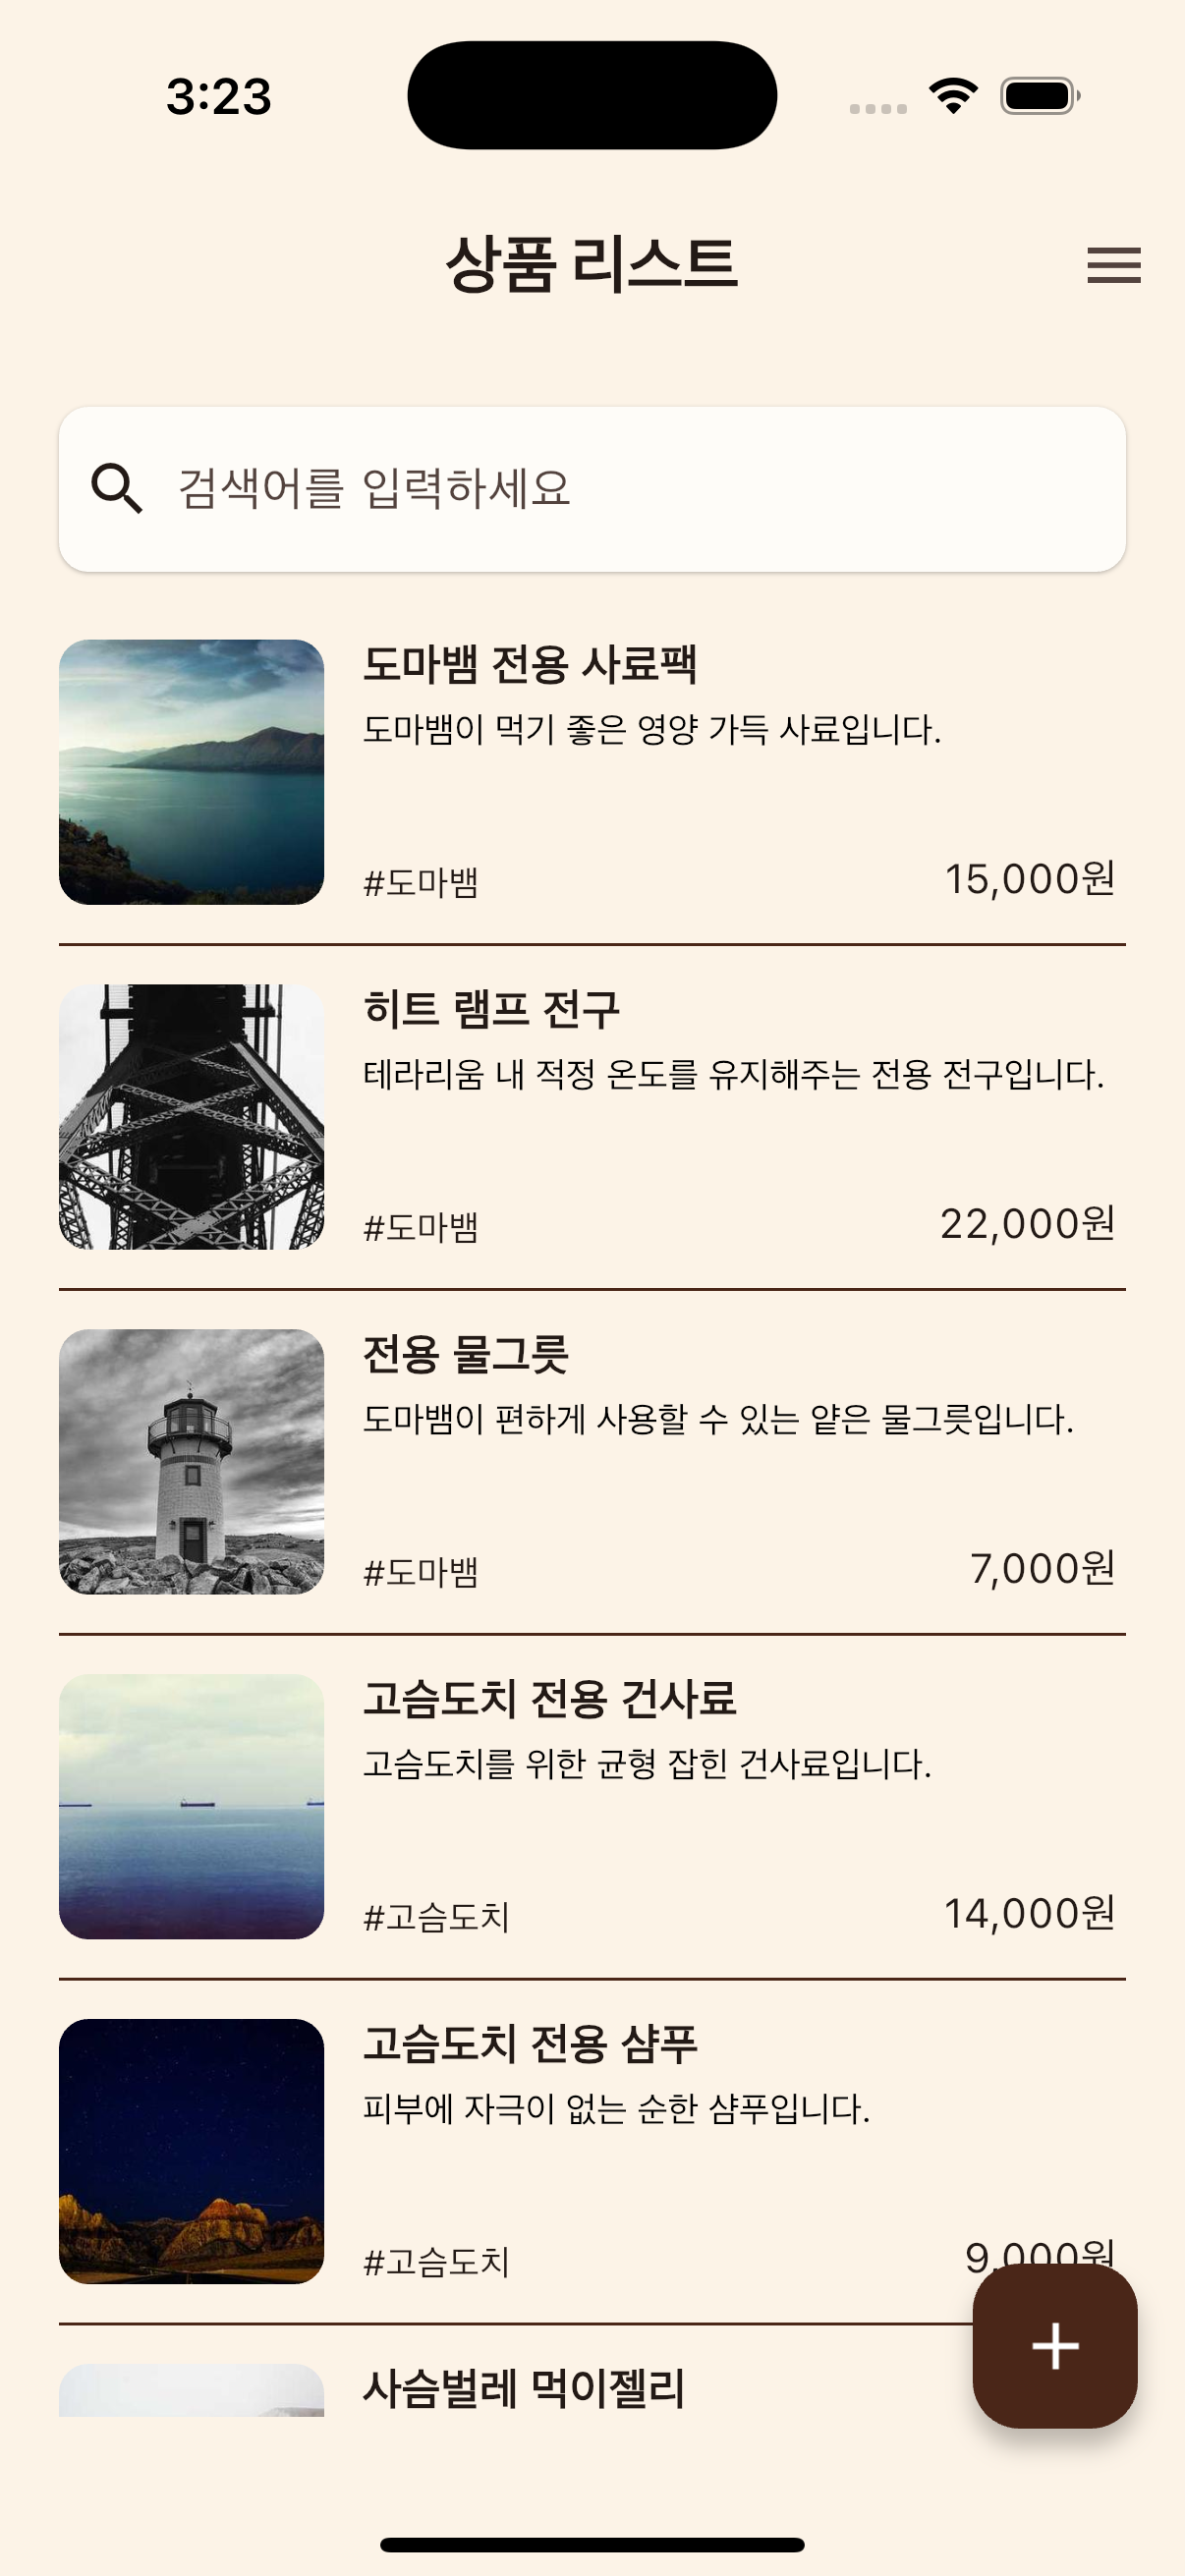 3:23
상품 리스트
검색어를 입력하세요
도마뱀 전용 사료팩
도마뱀이 먹기 좋은 영양 가득 사료입니다.
#도마뱀
15,000원
히트 램프 전구
테라리움 내 적정 온도를 유지해주는 전용 전구입니다.
#도마뱀
22,000원
전용 물그릇
도마뱀이 편하게 사용할 수 있는 얕은 물그릇입니다.
#도마뱀
7,000원
고슴도치 전용 건사료
고슴도치를 위한 균형 잡힌 건사료입니다.
#고슴도치
14,000원
고슴도치 전용 샴푸
피부에 자극이 없는 순한 샴푸입니다.
#고슴도치
9,000원
사슴벌레 먹이젤리